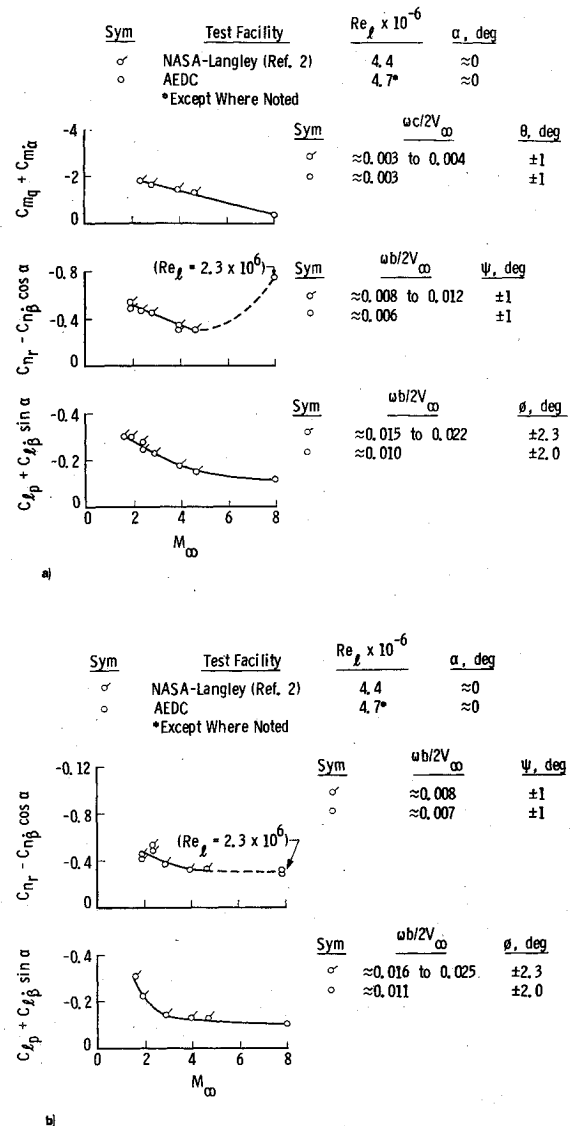 Sym Test Facility Re_ℓ x 10^-6 α, deg
NASA-Langley (Ref. 2) 4.4 ≈0
AEDC 4.7* ≈0
*Except Where Noted
Sym ωc/2V∞ θ, deg
≈0.003 to 0.004 ±1
≈0.003 ±1
C_mq + C_mα̇
-4
-2
0
Sym ωb/2V∞ ψ, deg
≈0.008 to 0.012 ±1
≈0.006 ±1
(Re_ℓ = 2.3 x 10^6)
C_nr - C_nβ̇ cos α
-0.8
-0.4
0
Sym ωb/2V∞ ø, deg
≈0.015 to 0.022 ±2.3
≈0.010 ±2.0
C_ℓp + C_ℓβ̇ sin α
-0.4
-0.2
0
0 2 4 6 8
M∞
a)
Sym Test Facility Re_ℓ x 10^-6 α, deg
NASA-Langley (Ref. 2) 4.4 ≈0
AEDC 4.7* ≈0
*Except Where Noted
Sym ωb/2V∞ ψ, deg
≈0.008 ±1
≈0.007 ±1
(Re_ℓ = 2.3 x 10^6)
C_nr - C_nβ̇ cos α
-0.12
-0.8
-0.4
0
Sym ωb/2V∞ ø, deg
≈0.016 to 0.025 ±2.3
≈0.011 ±2.0
C_ℓp + C_ℓβ̇ sin α
-0.4
-0.2
0
0 2 4 6 8
M∞
b)